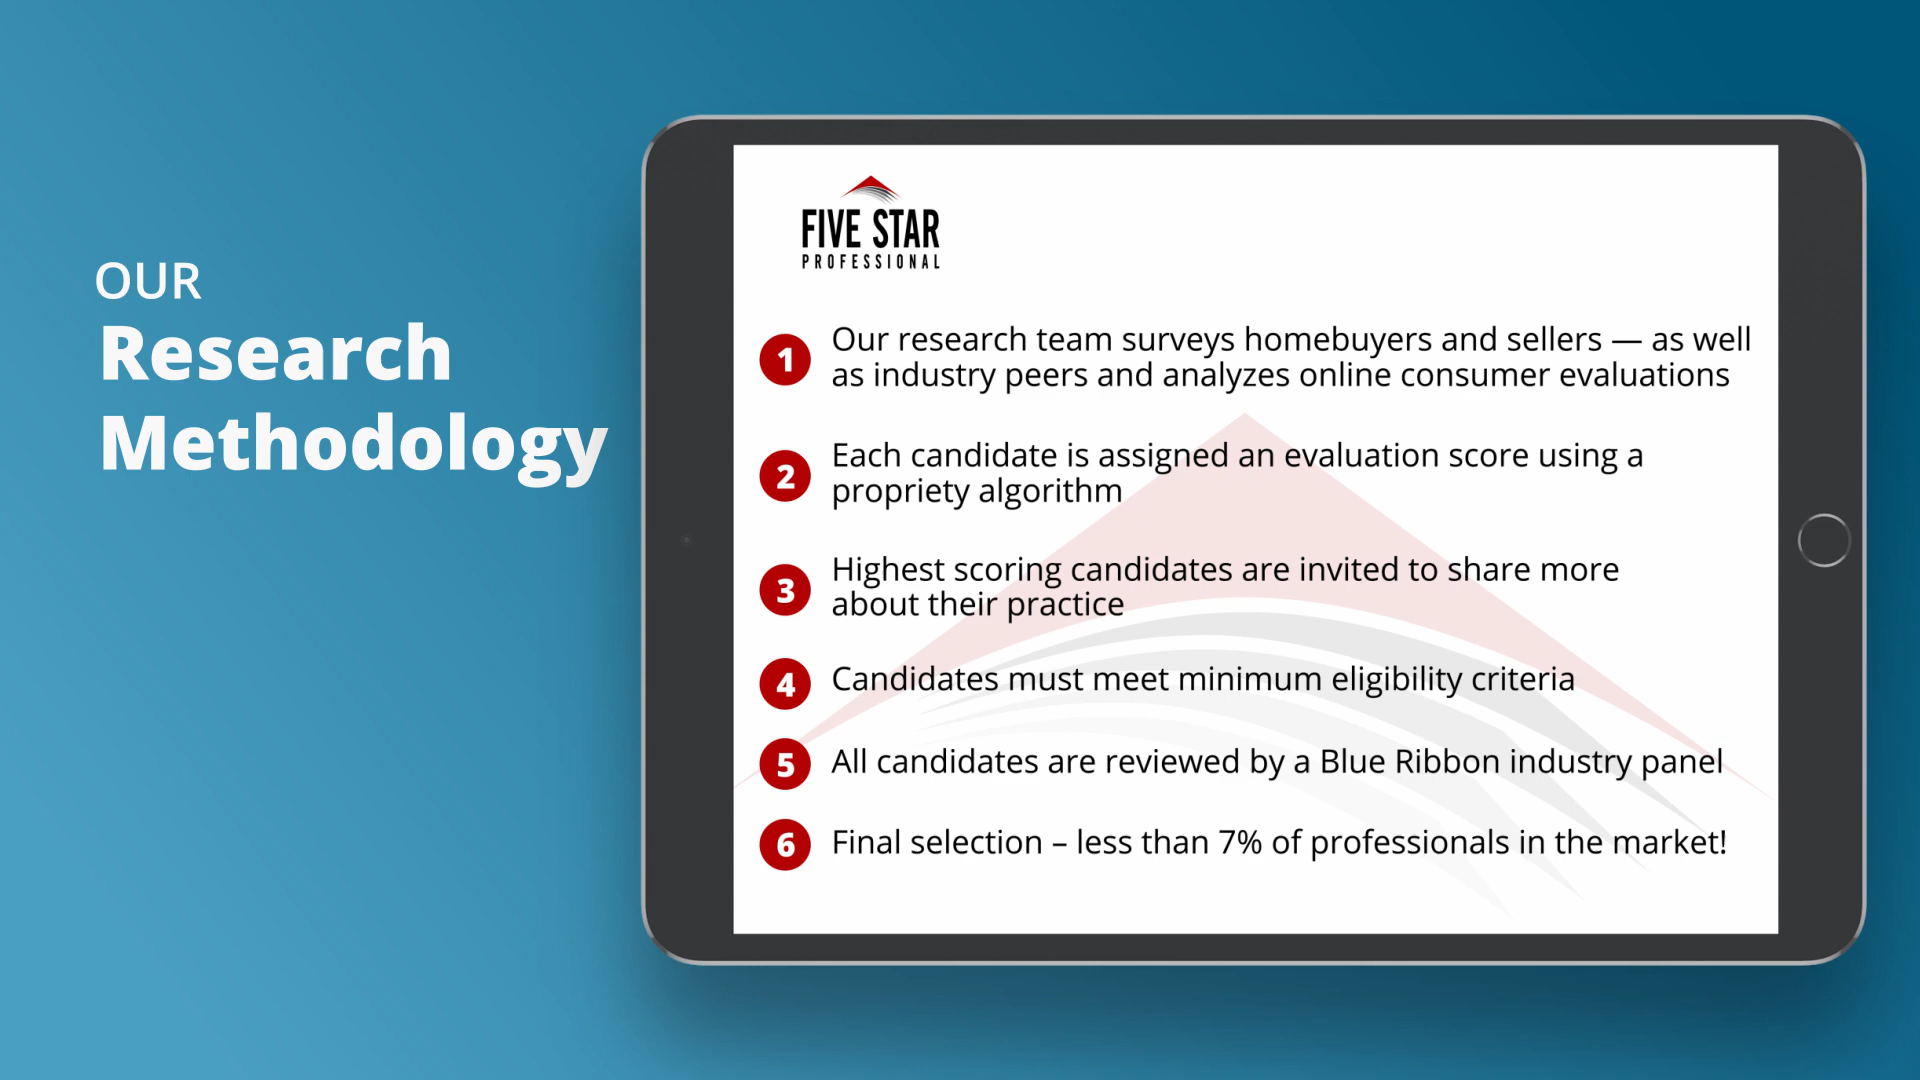 OUR
Research
Methodology
FIVE STAR
PROFESSIONAL
1 Our research team surveys homebuyers and sellers — as well
as industry peers and analyzes online consumer evaluations
2 Each candidate is assigned an evaluation score using a
propriety algorithm
3 Highest scoring candidates are invited to share more
about their practice
4 Candidates must meet minimum eligibility criteria
5 All candidates are reviewed by a Blue Ribbon industry panel
6 Final selection – less than 7% of professionals in the market!